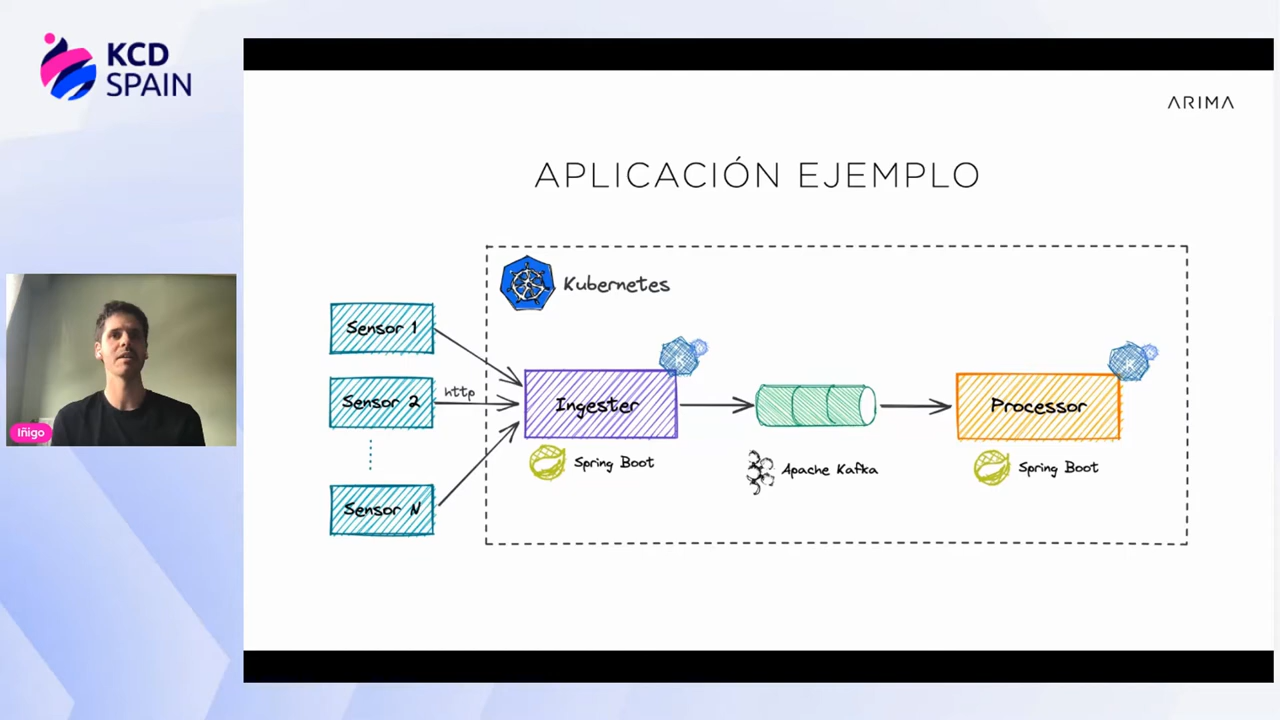 KCD
SPAIN
ARIMA
APLICACIÓN EJEMPLO
Kubernetes
Sensor 1
Sensor 2
http
Sensor N
Ingester
K
Spring Boot
Apache Kafka
Processor
K
Spring Boot
Iñigo